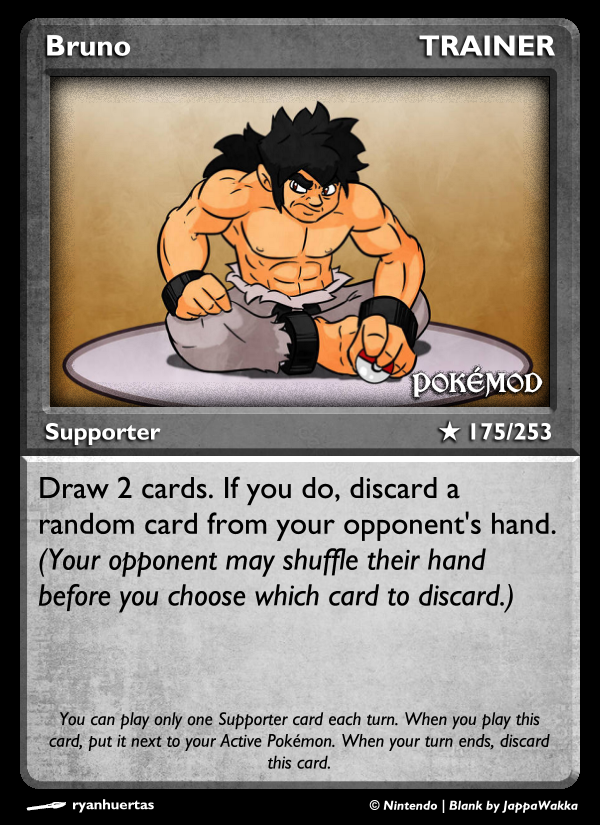 Bruno TRAINER
POKÉMOD
Supporter ★ 175/253
Draw 2 cards. If you do, discard a
random card from your opponent's hand.
(Your opponent may shuffle their hand
before you choose which card to discard.)
You can play only one Supporter card each turn. When you play this
card, put it next to your Active Pokémon. When your turn ends, discard
this card.
ryanhuertas © Nintendo | Blank by JappaWakka